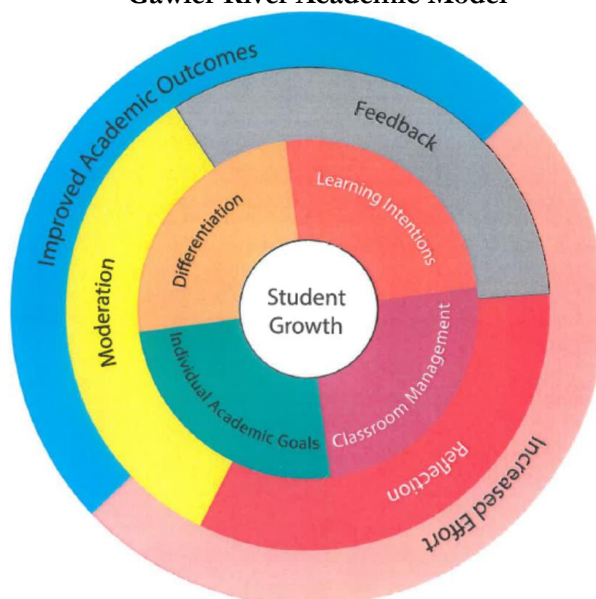 Gawler River Academic Model
Improved Academic Outcomes
Feedback
Learning Intentions
Differentiation
Moderation
Student
Growth
Individual Academic Goals
Classroom Management
Reflection
Increased Effort